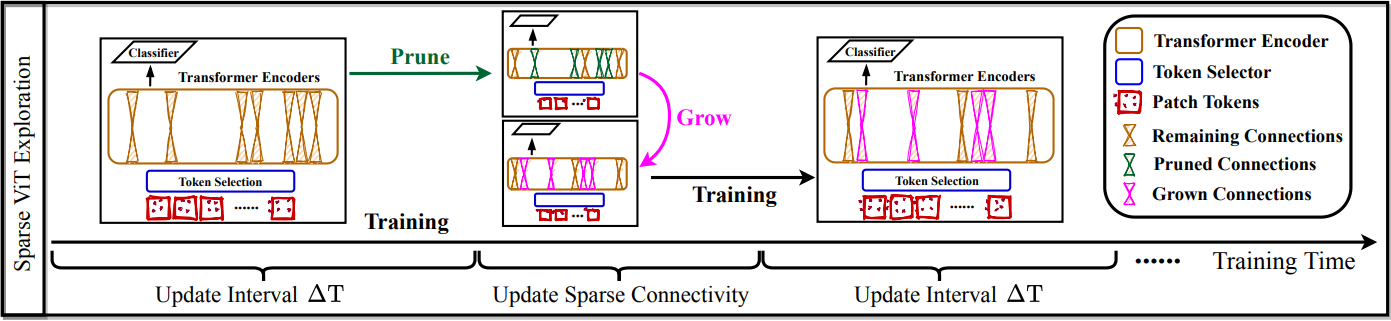 Sparse ViT Exploration
Classifier
Transformer Encoders
Token Selection
......
Training
Prune
...
Grow
...
Training
Classifier
Transformer Encoders
Token Selection
......
Transformer Encoder
Token Selector
Patch Tokens
Remaining Connections
Pruned Connections
Grown Connections
Update Interval ΔT
Update Sparse Connectivity
Update Interval ΔT
...... Training Time